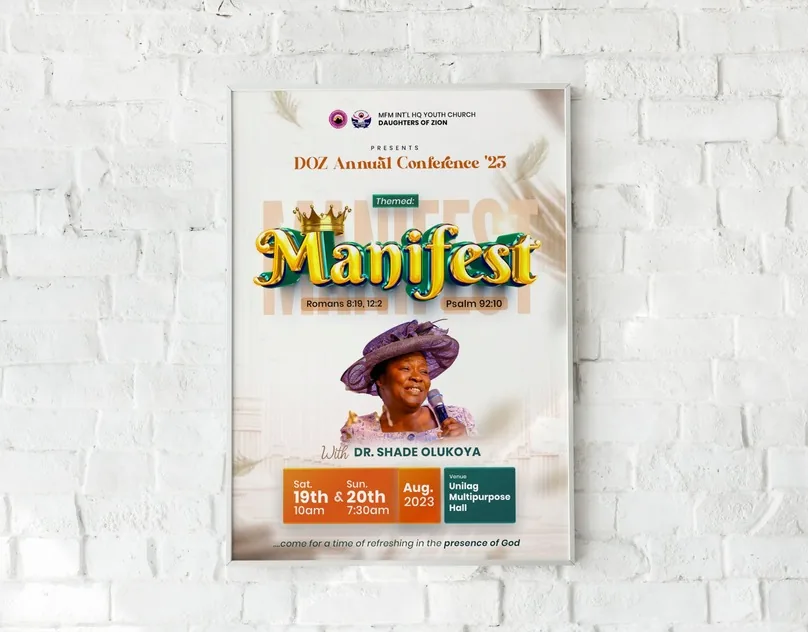 MFM INT'L HQ YOUTH CHURCH
DAUGHTERS OF ZION
PRESENTS
DOZ Annual Conference '23
Themed:
MANIFEST
Manifest
MANIFEST
Romans 8:19, 12:2
Psalm 92:10
With DR. SHADE OLUKOYA
Sat.
19th
10am
&
Sun.
20th
7:30am
Aug.
2023
Venue
Unilag
Multipurpose
Hall
...come for a time of refreshing in the presence of God